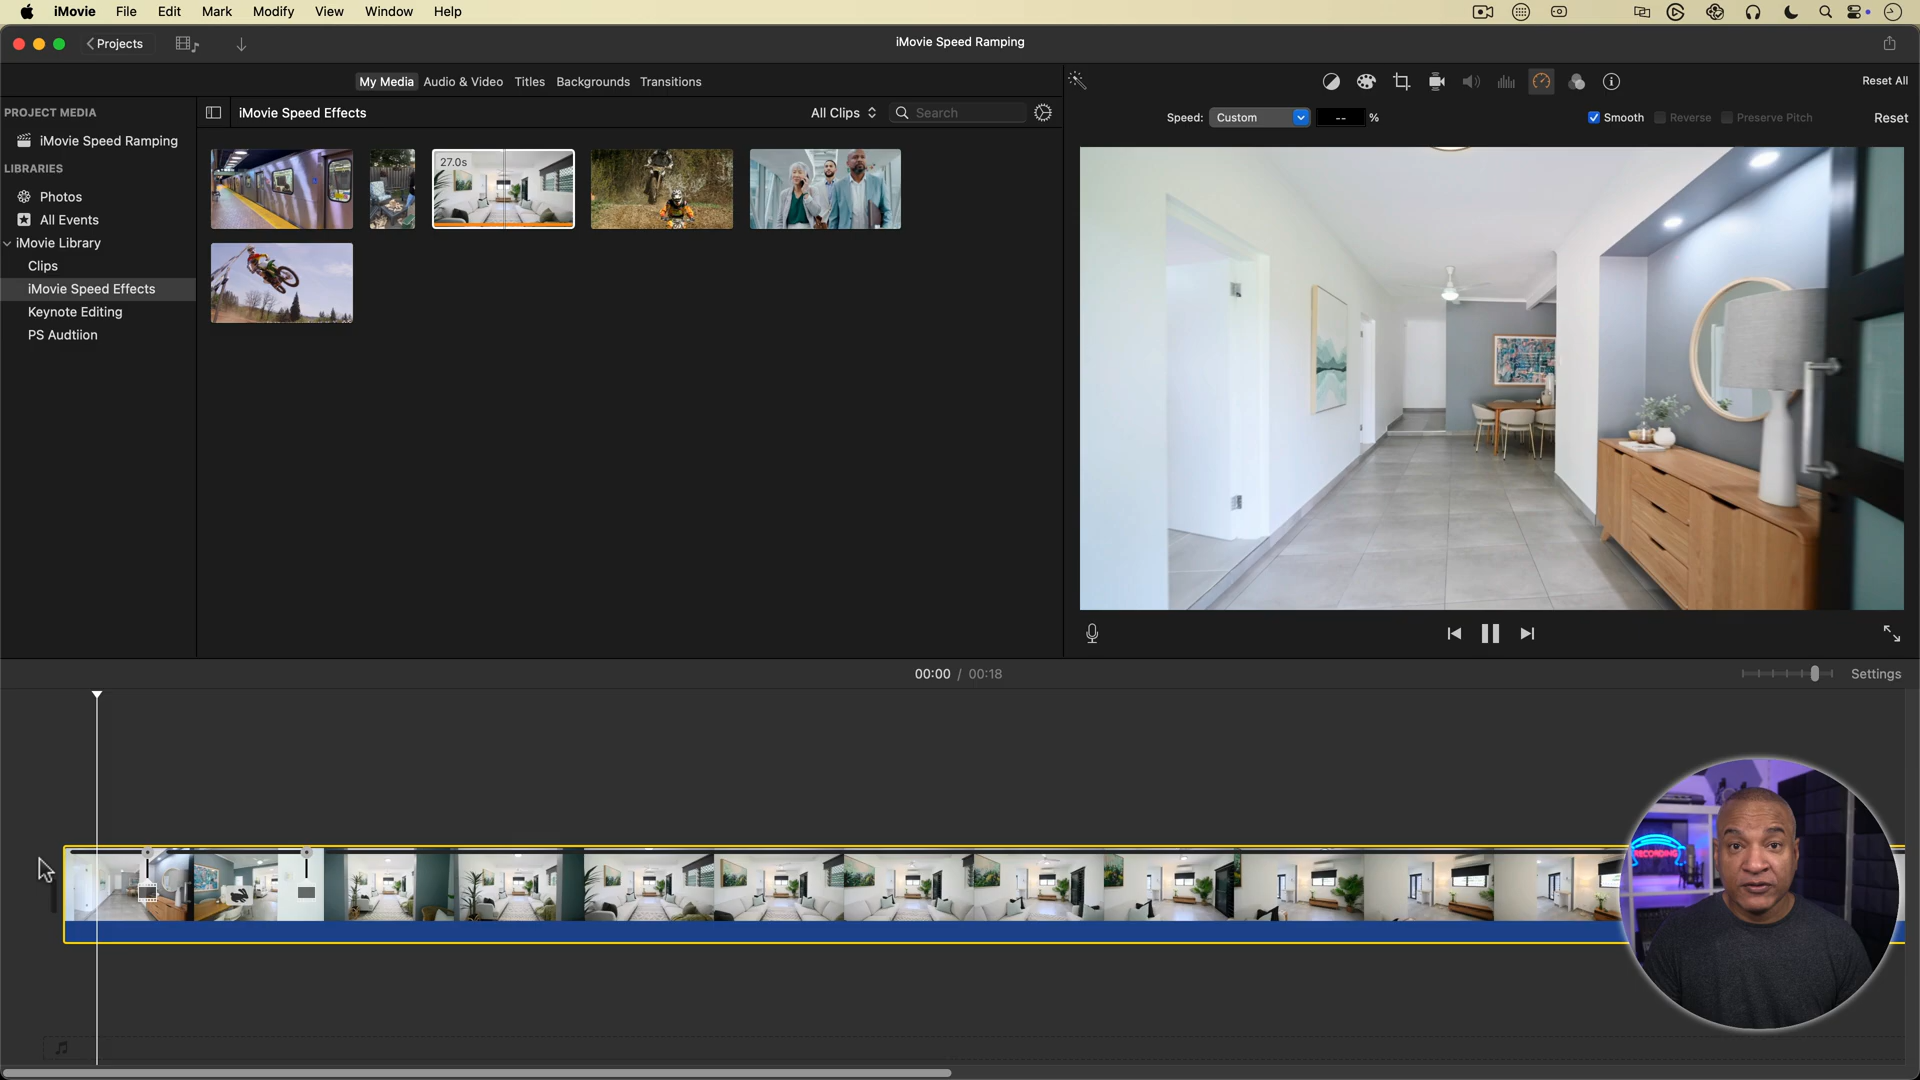 iMovie File Edit Mark Modify View Window Help
Projects
iMovie Speed Ramping
My Media Audio & Video Titles Backgrounds Transitions
Reset All
PROJECT MEDIA
iMovie Speed Effects
All Clips
Search
Speed:
Custom
-- %
Smooth
Reverse
Preserve Pitch
Reset
iMovie Speed Ramping
LIBRARIES
Photos
All Events
iMovie Library
Clips
iMovie Speed Effects
Keynote Editing
PS Audtiion
27.0s
00:00 / 00:18
Settings
RECORDING